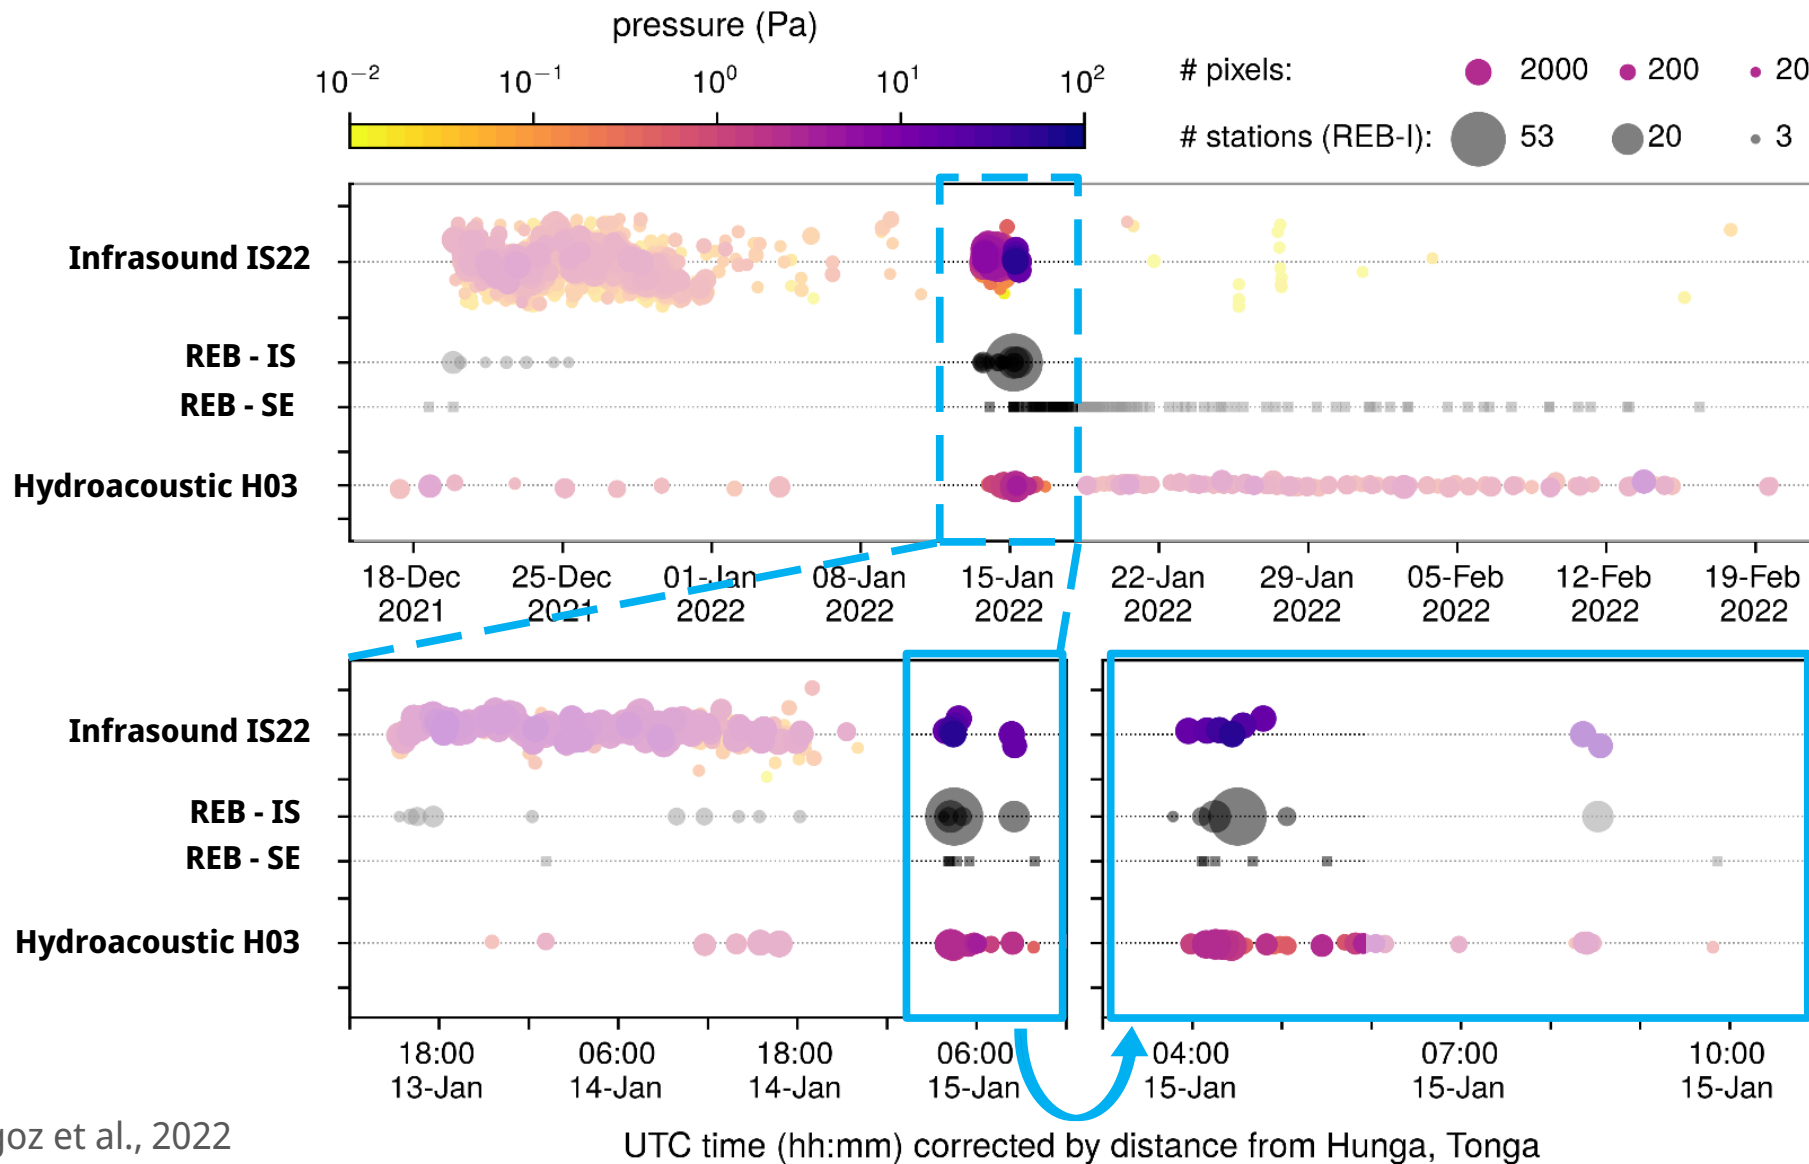 pressure (Pa)
10−2 10−1 100 101 102
# pixels: 2000 200 20
# stations (REB-I): 53 20 3
Infrasound IS22
REB - IS
REB - SE
Hydroacoustic H03
18-Dec 25-Dec 01-Jan 08-Jan 15-Jan 22-Jan 29-Jan 05-Feb 12-Feb 19-Feb
2021 2021 2022 2022 2022 2022 2022 2022 2022 2022
Infrasound IS22
REB - IS
REB - SE
Hydroacoustic H03
18:00 06:00 18:00 06:00 04:00 07:00 10:00
13-Jan 14-Jan 14-Jan 15-Jan 15-Jan 15-Jan 15-Jan
goz et al., 2022
UTC time (hh:mm) corrected by distance from Hunga, Tonga